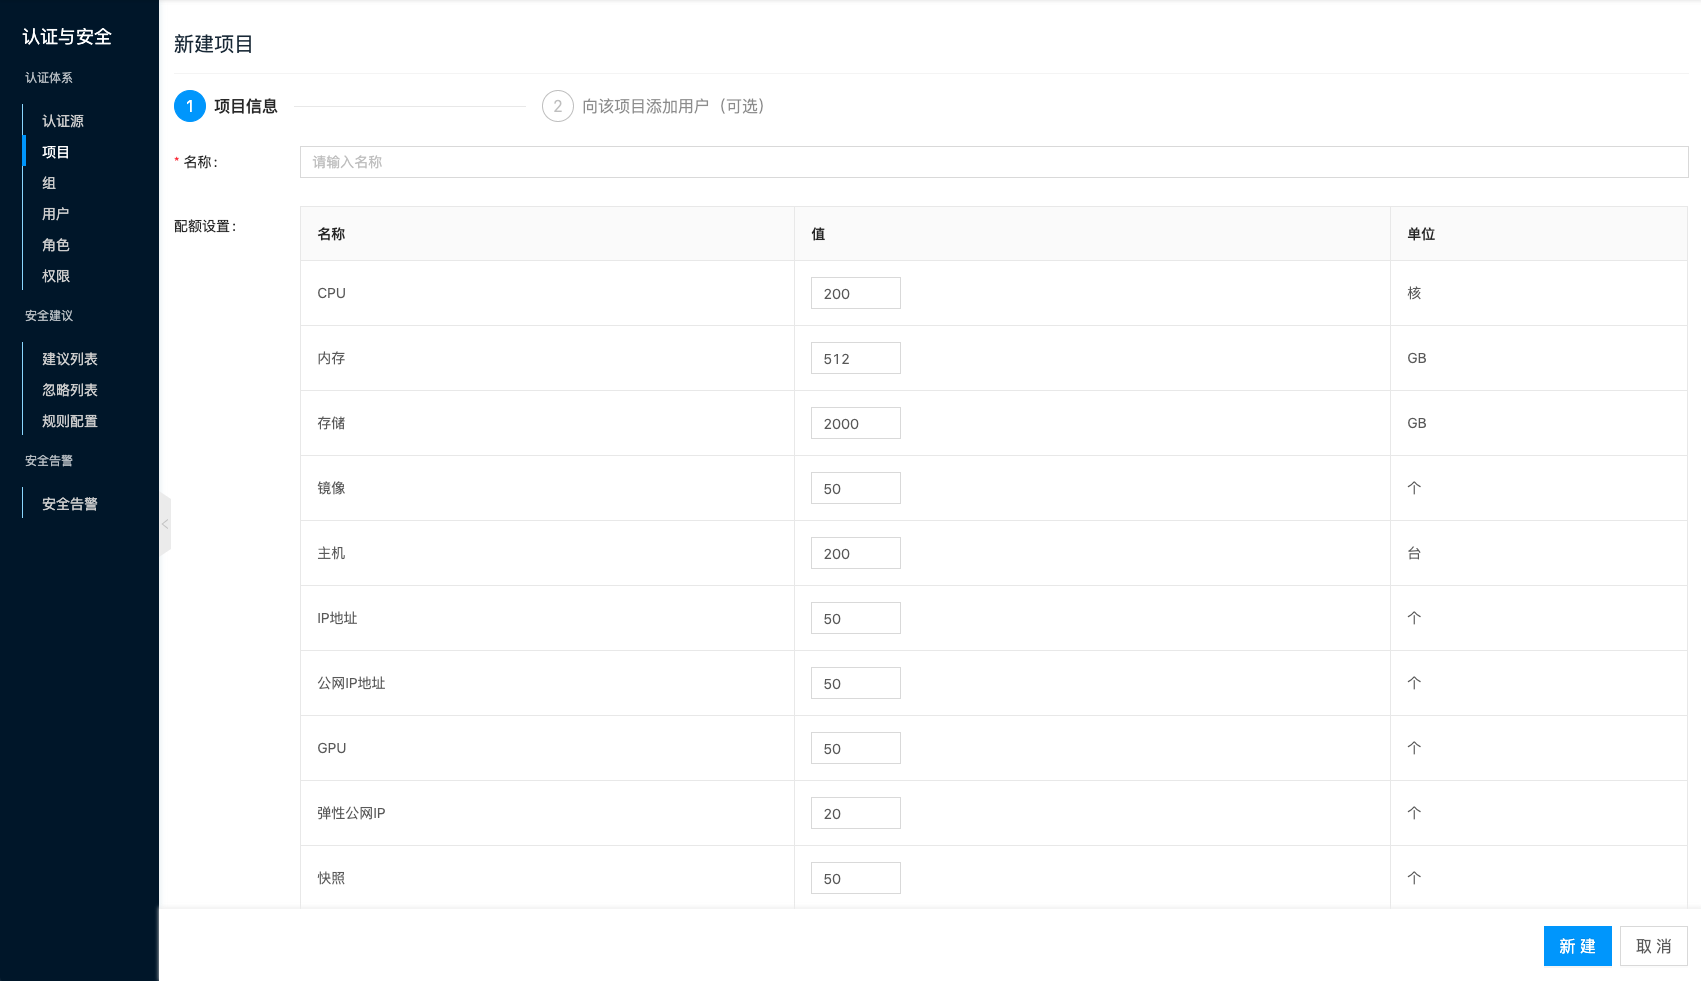 认证与安全
认证体系
认证源
项目
组
用户
角色
权限
安全建议
建议列表
忽略列表
规则配置
安全告警
安全告警
新建项目
1 项目信息
2 向该项目添加用户（可选）
* 名称：
请输入名称
配额设置：
名称 值 单位
CPU 200 核
内存 512 GB
存储 2000 GB
镜像 50 个
主机 200 台
IP地址 50 个
公网IP地址 50 个
GPU 50 个
弹性公网IP 20 个
快照 50 个
新 建 取 消